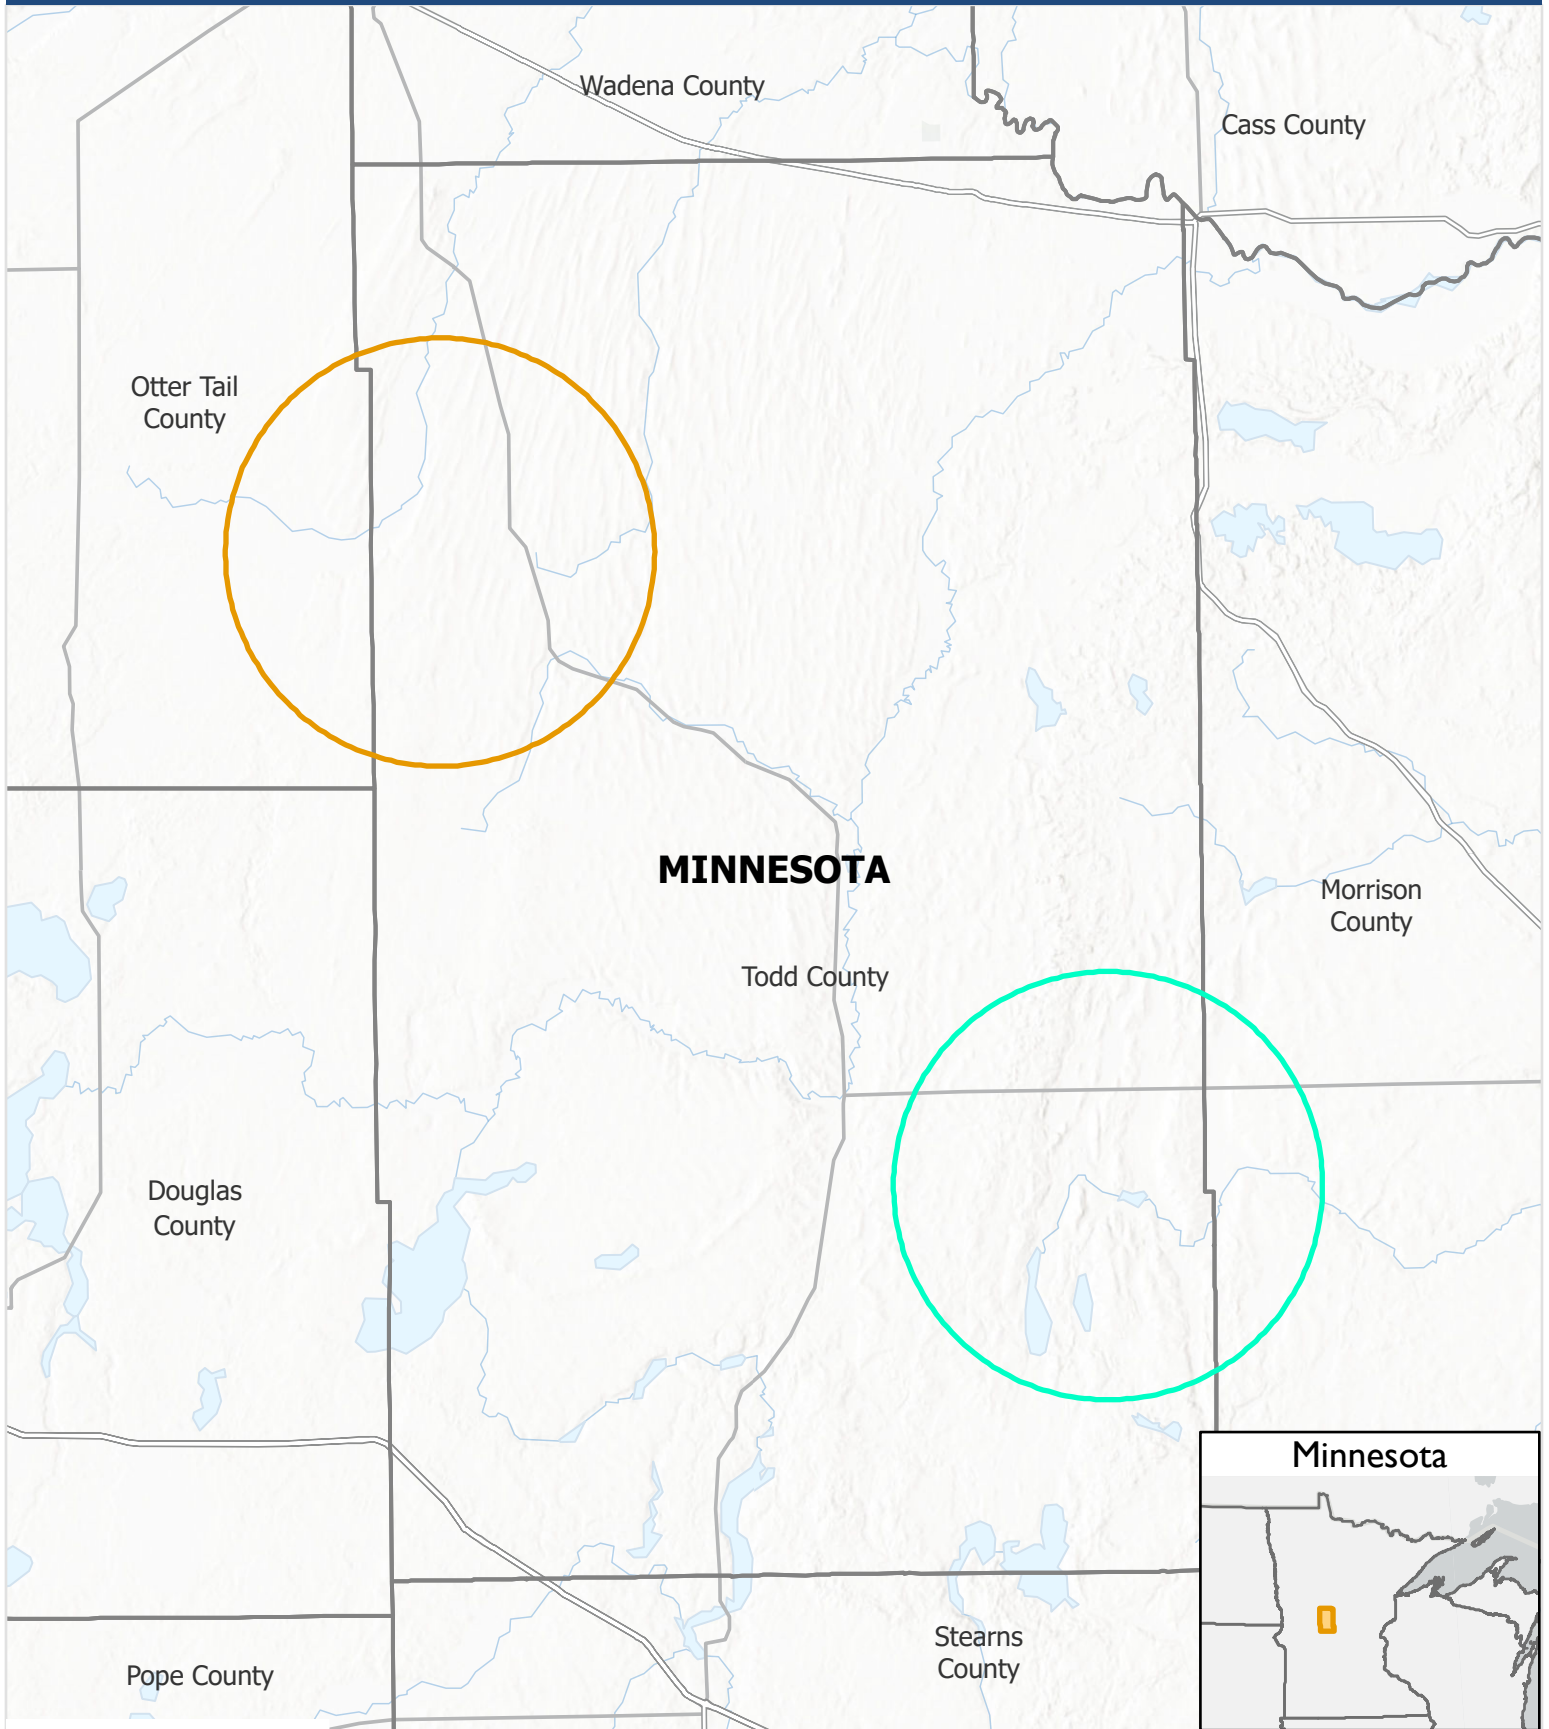 Wadena County
Cass County
Otter Tail
County
MINNESOTA
Morrison
County
Todd County
Douglas
County
Minnesota
Stearns
County
Pope County